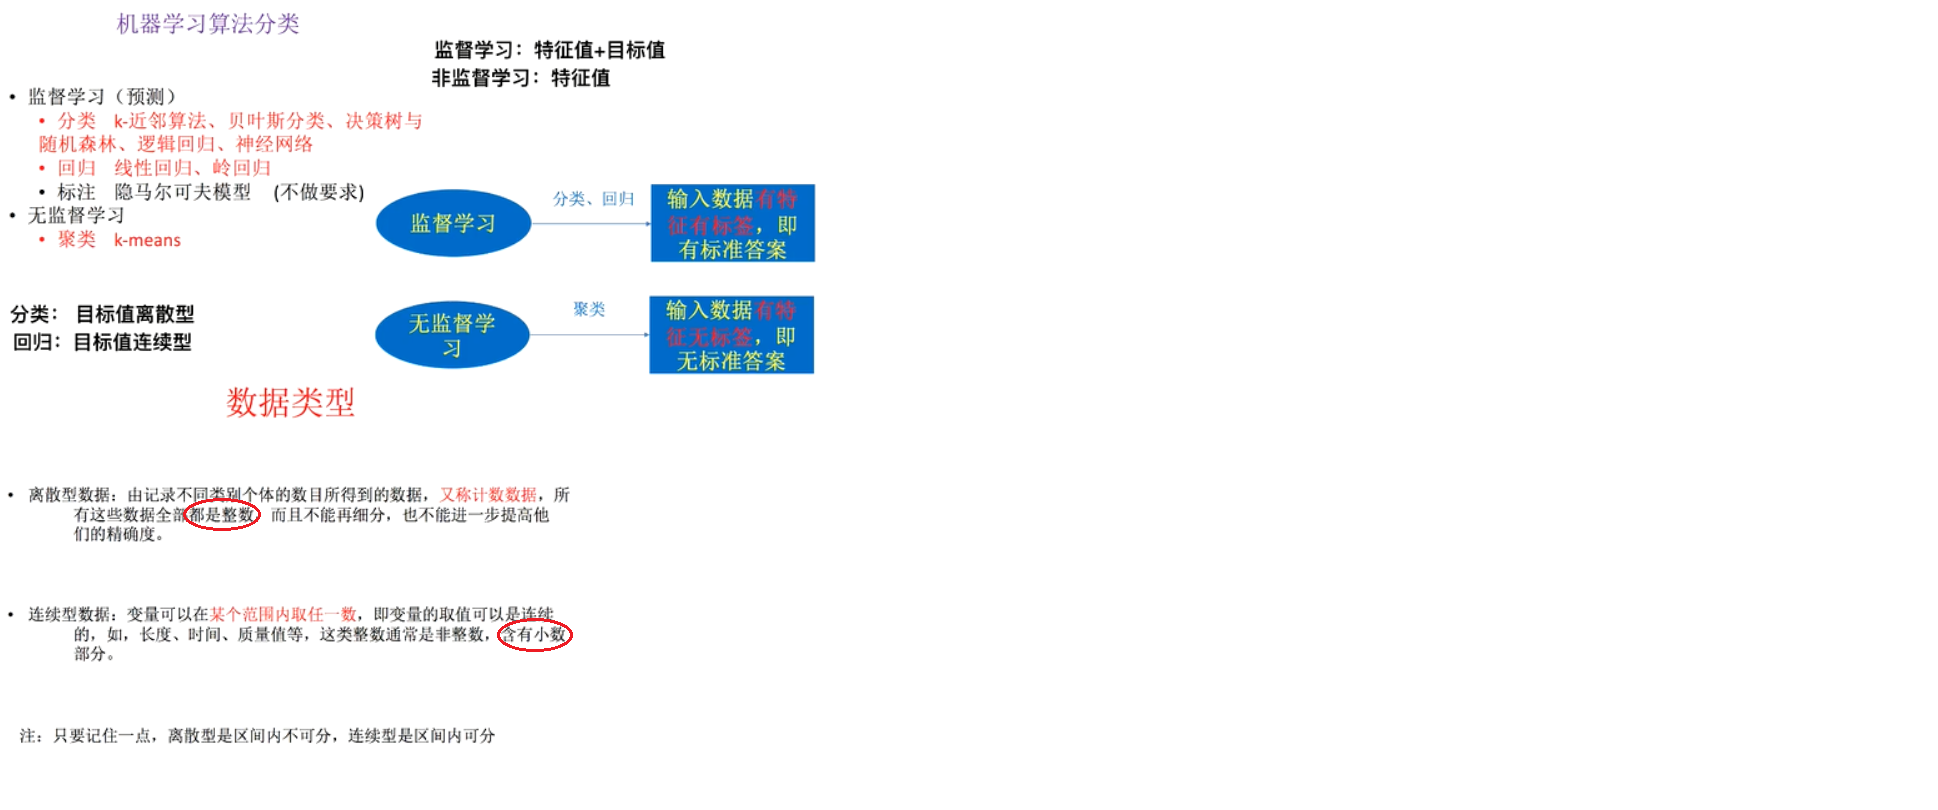 机器学习算法分类
监督学习：特征值+目标值
非监督学习：特征值
• 监督学习（预测）
• 分类 k-近邻算法、贝叶斯分类、决策树与
随机森林、逻辑回归、神经网络
• 回归 线性回归、岭回归
• 标注 隐马尔可夫模型 (不做要求)
• 无监督学习
• 聚类 k-means
监督学习
分类、回归
输入数据有特
征有标签，即
有标准答案
分类： 目标值离散型
回归：目标值连续型
无监督学
习
聚类
输入数据有特
征无标签，即
无标准答案
数据类型
• 离散型数据：由记录不同类别个体的数目所得到的数据，又称计数数据，所
有这些数据全部都是整数 而且不能再细分，也不能进一步提高他
们的精确度。
• 连续型数据：变量可以在某个范围内取任一数，即变量的取值可以是连续
的，如，长度、时间、质量值等，这类整数通常是非整数，含有小数
部分。
注：只要记住一点，离散型是区间内不可分，连续型是区间内可分